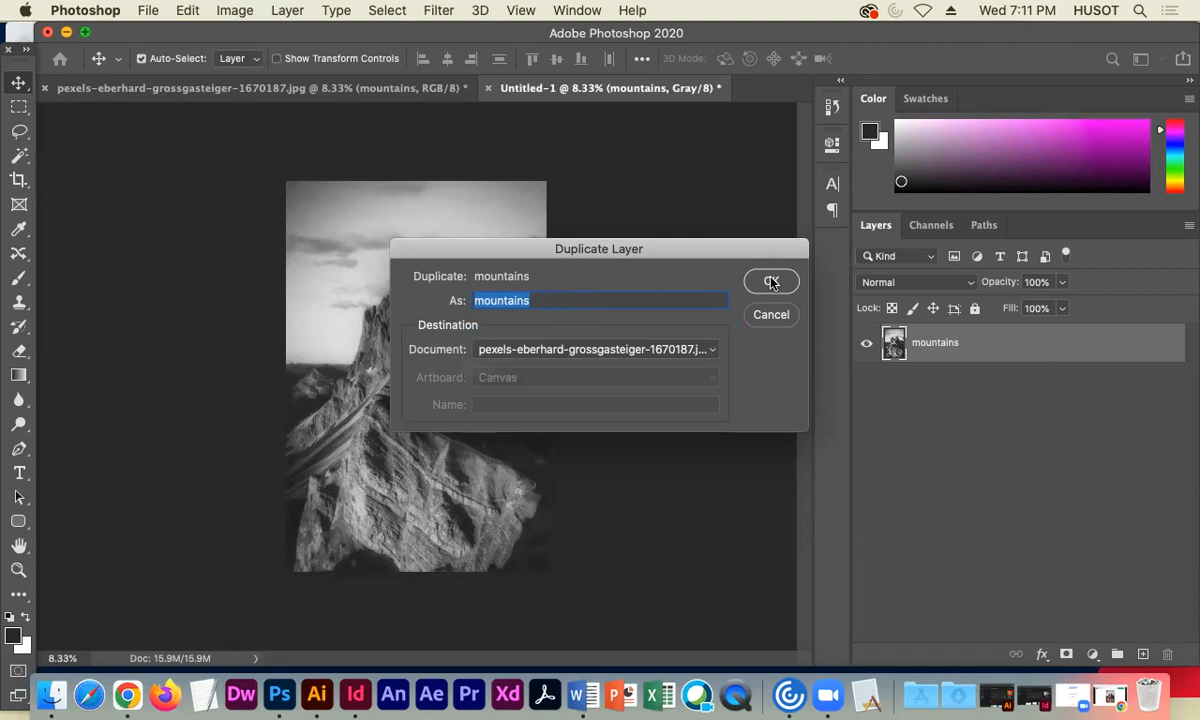 Photoshop File Edit Image Layer Type Select Filter 3D View Window Help Wed 7:11 PM HUSOT
Adobe Photoshop 2020
Auto-Select: Layer Show Transform Controls 3D Mode:
pexels-eberhard-grossgasteiger-1670187.jpg @ 8.33% (mountains, RGB/8) * Untitled-1 @ 8.33% (mountains, Gray/8) *
Color Swatches
Layers Channels Paths
Kind
Normal Opacity: 100%
Lock: Fill: 100%
mountains
Duplicate Layer
Duplicate: mountains
As: mountains
Destination
Document: pexels-eberhard-grossgasteiger-1670187.j...
Artboard: Canvas
Name:
OK
Cancel
8.33% Doc: 15.9M/15.9M
Dw Ps Ai Id An Ae Pr Xd